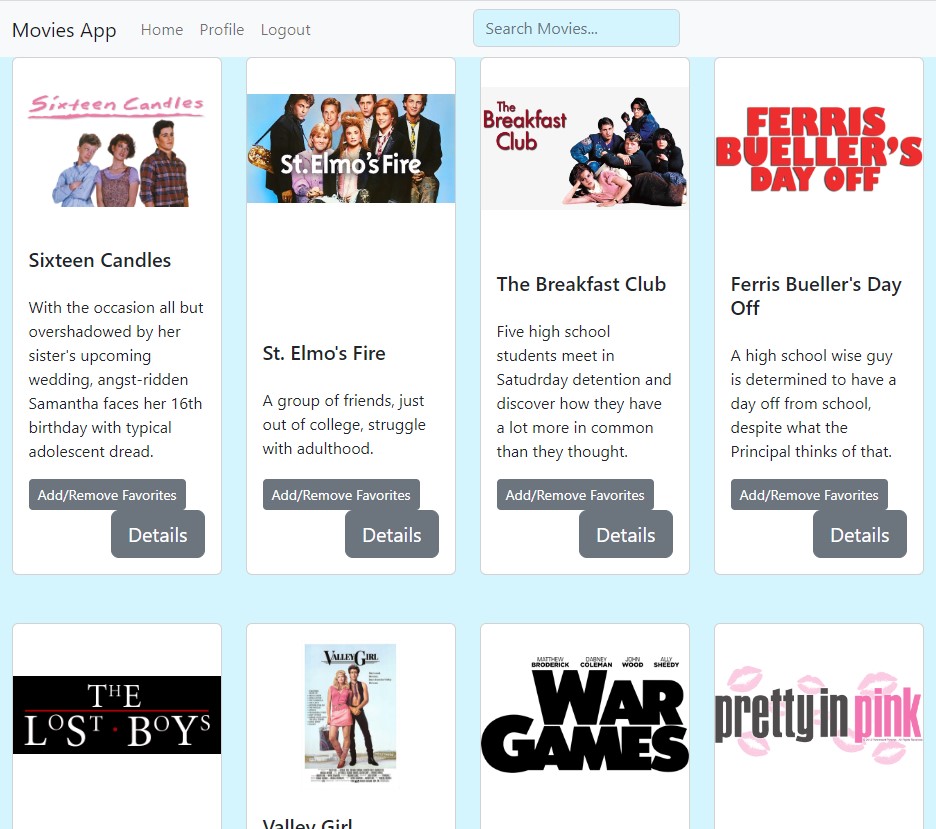 Movies App Home Profile Logout Search Movies...
Sixteen Candles
Sixteen Candles
With the occasion all but
overshadowed by her
sister's upcoming
wedding, angst-ridden
Samantha faces her 16th
birthday with typical
adolescent dread.
Add/Remove Favorites
Details
St. Elmo's Fire
St. Elmo's Fire
A group of friends, just
out of college, struggle
with adulthood.
Add/Remove Favorites
Details
The
Breakfast
Club
The Breakfast Club
Five high school
students meet in
Satudrday detention and
discover how they have
a lot more in common
than they thought.
Add/Remove Favorites
Details
FERRIS
BUELLER'S
DAY OFF
Ferris Bueller's Day
Off
A high school wise guy
is determined to have a
day off from school,
despite what the
Principal thinks of that.
Add/Remove Favorites
Details
THE
LOST BOYS
VALLEY GIRL
Valley Girl
MATTHEW BRODERICK DABNEY COLEMAN JOHN WOOD ALLY SHEEDY
WAR
GAMES
pretty in pink